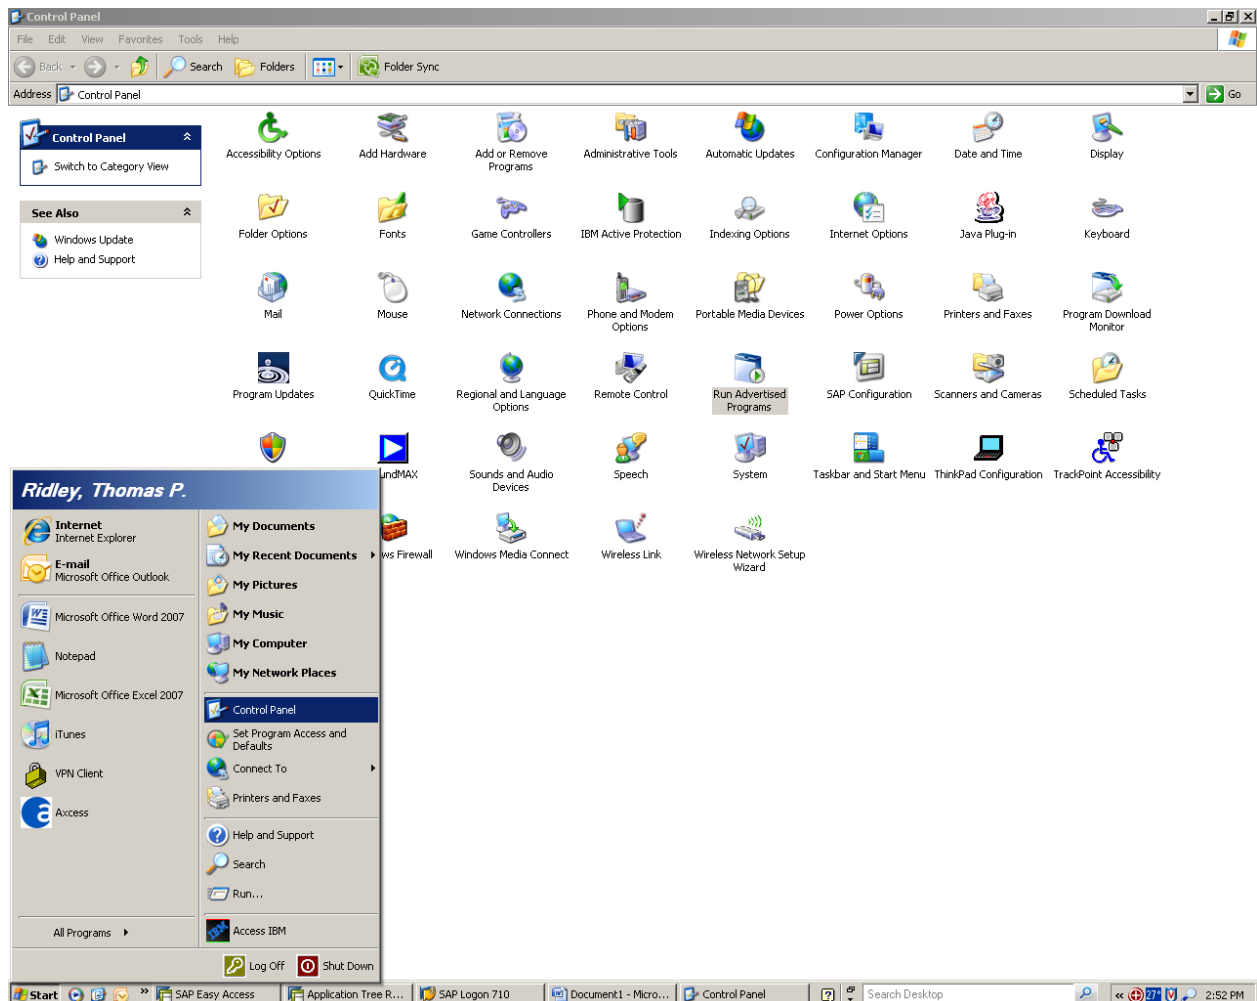 Control Panel
File Edit View Favorites Tools Help
Back Search Folders Folder Sync
Address Control Panel Go
Control Panel
Switch to Category View
See Also
Windows Update
Help and Support
Accessibility Options
Add Hardware
Add or Remove
Programs
Administrative Tools
Automatic Updates
Configuration Manager
Date and Time
Display
Folder Options
Fonts
Game Controllers
IBM Active Protection
Indexing Options
Internet Options
Java Plug-in
Keyboard
Mail
Mouse
Network Connections
Phone and Modem
Options
Portable Media Devices
Power Options
Printers and Faxes
Program Download
Monitor
Program Updates
QuickTime
Regional and Language
Options
Remote Control
Run Advertised
Programs
SAP Configuration
Scanners and Cameras
Scheduled Tasks
undMAX
Sounds and Audio
Devices
Speech
System
Taskbar and Start Menu
ThinkPad Configuration
TrackPoint Accessibility
ws Firewall
Windows Media Connect
Wireless Link
Wireless Network Setup
Wizard
Ridley, Thomas P.
Internet
Internet Explorer
E-mail
Microsoft Office Outlook
Microsoft Office Word 2007
Notepad
Microsoft Office Excel 2007
iTunes
VPN Client
Axcess
All Programs
My Documents
My Recent Documents
My Pictures
My Music
My Computer
My Network Places
Control Panel
Set Program Access and
Defaults
Connect To
Printers and Faxes
Help and Support
Search
Run...
Access IBM
Log Off Shut Down
Start » SAP Easy Access Application Tree R... SAP Logon 710 Document1 - Micro... Control Panel Search Desktop « 27° 2:52 PM